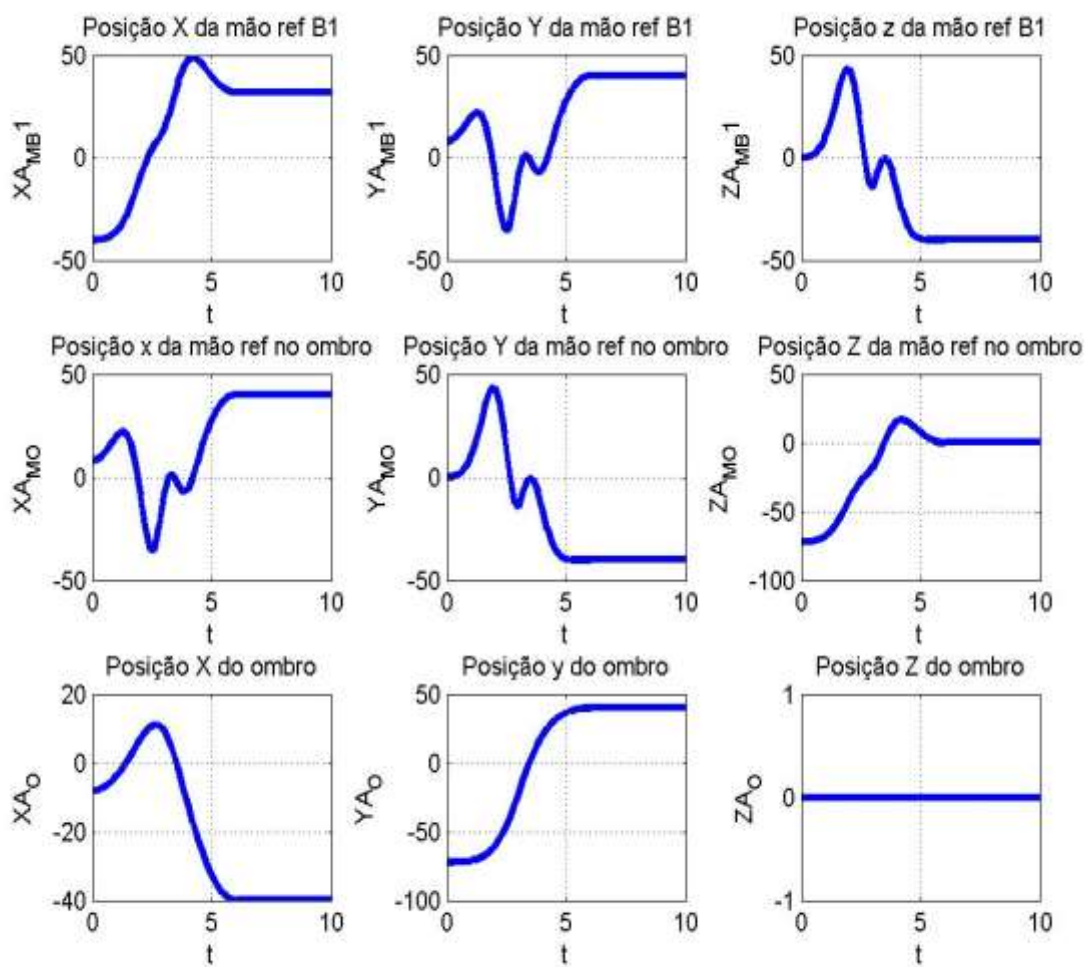 Posição X da mão ref B1
Posição Y da mão ref B1
Posição z da mão ref B1
50
0
-50
XA_MB1
0 5 10
t
50
0
-50
YA_MB1
0 5 10
t
50
0
-50
ZA_MB1
0 5 10
t
Posição x da mão ref no ombro
Posição Y da mão ref no ombro
Posição Z da mão ref no ombro
50
0
-50
XA_MO
0 5 10
t
50
0
-50
YA_MO
0 5 10
t
50
0
-50
-100
ZA_MO
0 5 10
t
Posição X do ombro
Posição y do ombro
Posição Z do ombro
20
0
-20
-40
XA_O
0 5 10
t
50
0
-50
-100
YA_O
0 5 10
t
1
0
-1
ZA_O
0 5 10
t